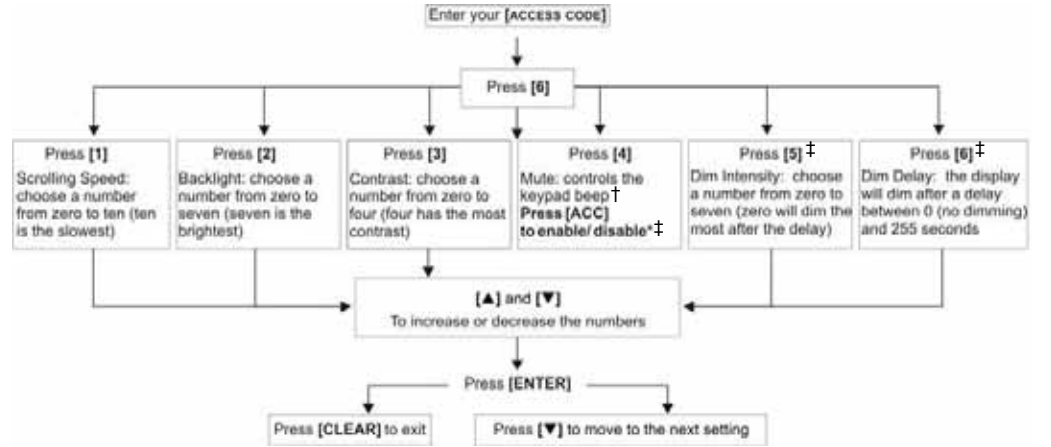 Enter your [ACCESS CODE]
Press [6]
Press [1]
Scrolling Speed:
choose a number
from zero to ten (ten
is the slowest)
Press [2]
Backlight: choose a
number from zero to
seven (seven is the
brightest)
Press [3]
Contrast: choose a
number from zero to
four (four has the most
contrast)
Press [4]
Mute: controls the
keypad beep†
Press [ACC]
to enable/ disable*‡
Press [5]‡
Dim Intensity: choose
a number from zero to
seven (zero will dim the
most after the delay)
Press [6]‡
Dim Delay: the display
will dim after a delay
between 0 (no dimming)
and 255 seconds
[▲] and [▼]
To increase or decrease the numbers
Press [ENTER]
Press [CLEAR] to exit
Press [▼] to move to the next setting